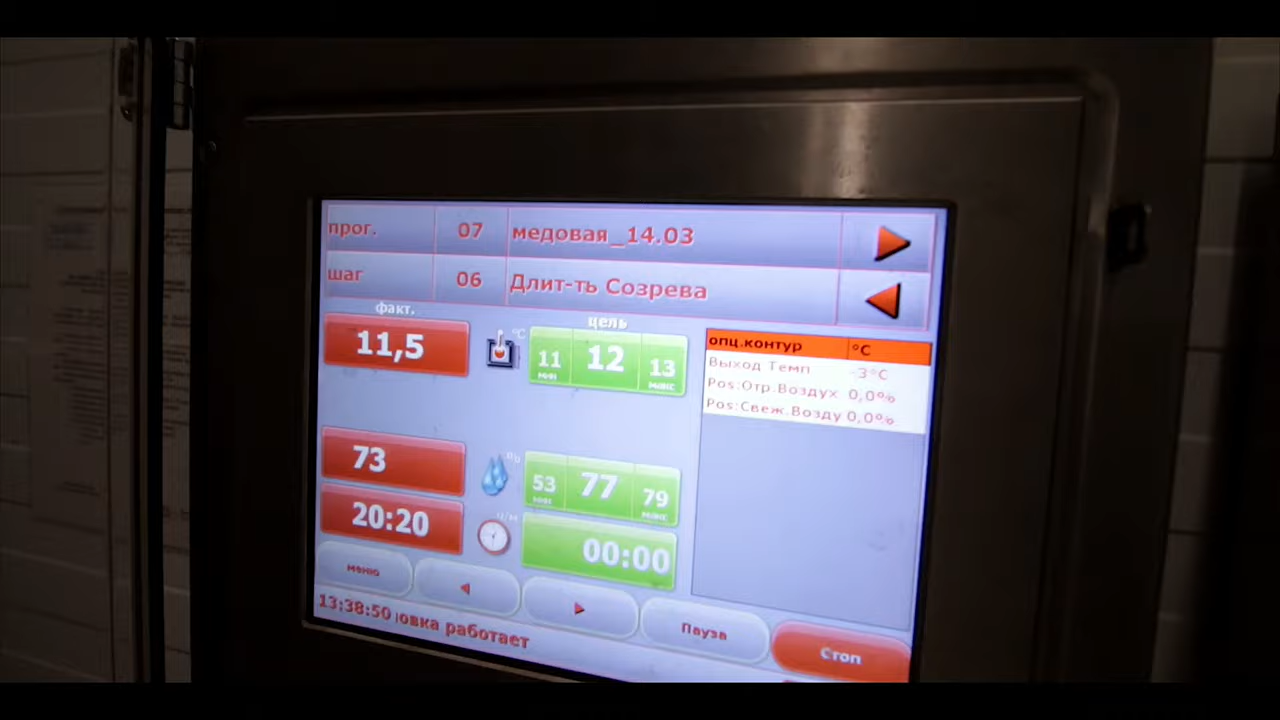 прог. 07 медовая_14.03
шаг 06 Длит-ть Созрева
факт. цель
11,5 °C 11 мин 12 13 макс
опц.контур °C
Выход Темп -3°C
Pos:Отр.Воздух 0,0%
Pos:Свеж.Возду 0,0%
73 53 мин 77 79 макс
20:20 00:00
меню Пауза Стоп
13:38:50 овка работает